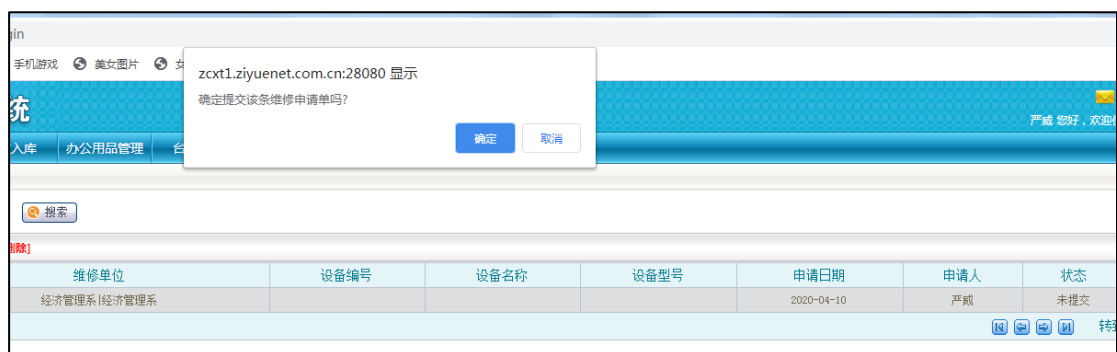 gin
手机游戏 美女图片 女
zcxt1.ziyuenet.com.cn:28080 显示
确定提交该条维修申请单吗?
确定 取消
统
严威 您好，欢迎
入库 办公用品管理 台
搜索
删除]
维修单位 设备编号 设备名称 设备型号 申请日期 申请人 状态
经济管理系|经济管理系 2020-04-10 严威 未提交
转到